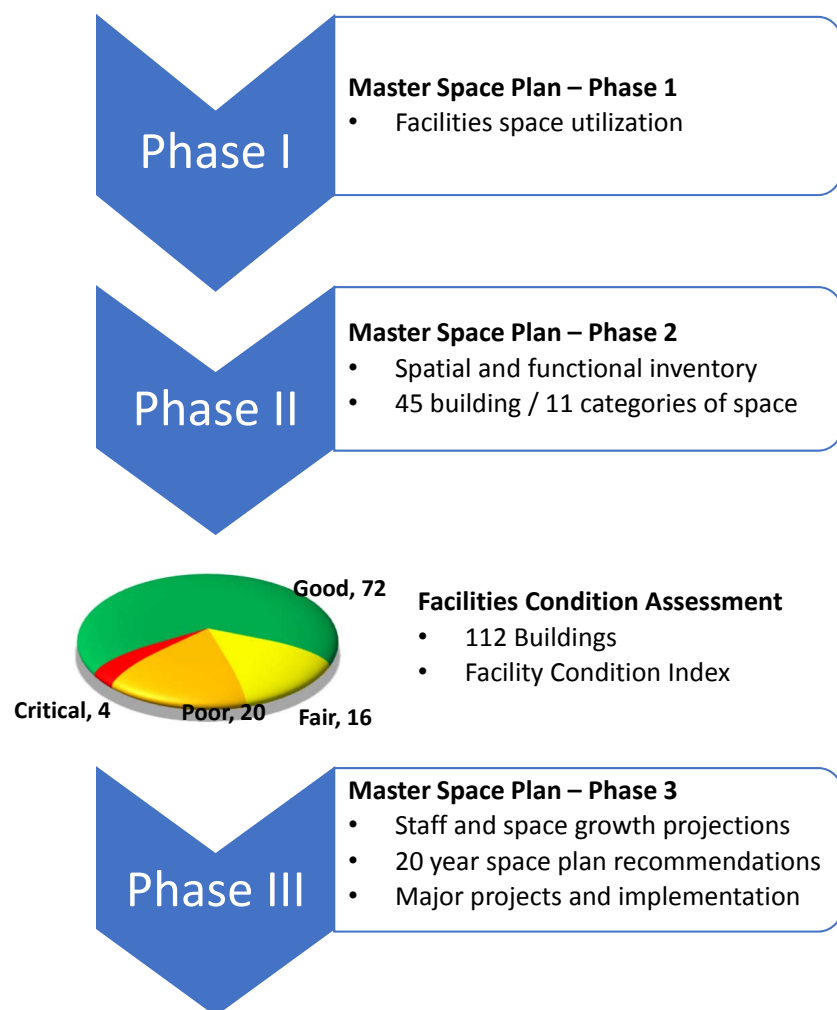 Phase I
Master Space Plan – Phase 1
• Facilities space utilization
Phase II
Master Space Plan – Phase 2
• Spatial and functional inventory
• 45 building / 11 categories of space
Good, 72
Critical, 4
Poor, 20
Fair, 16
Facilities Condition Assessment
• 112 Buildings
• Facility Condition Index
Phase III
Master Space Plan – Phase 3
• Staff and space growth projections
• 20 year space plan recommendations
• Major projects and implementation